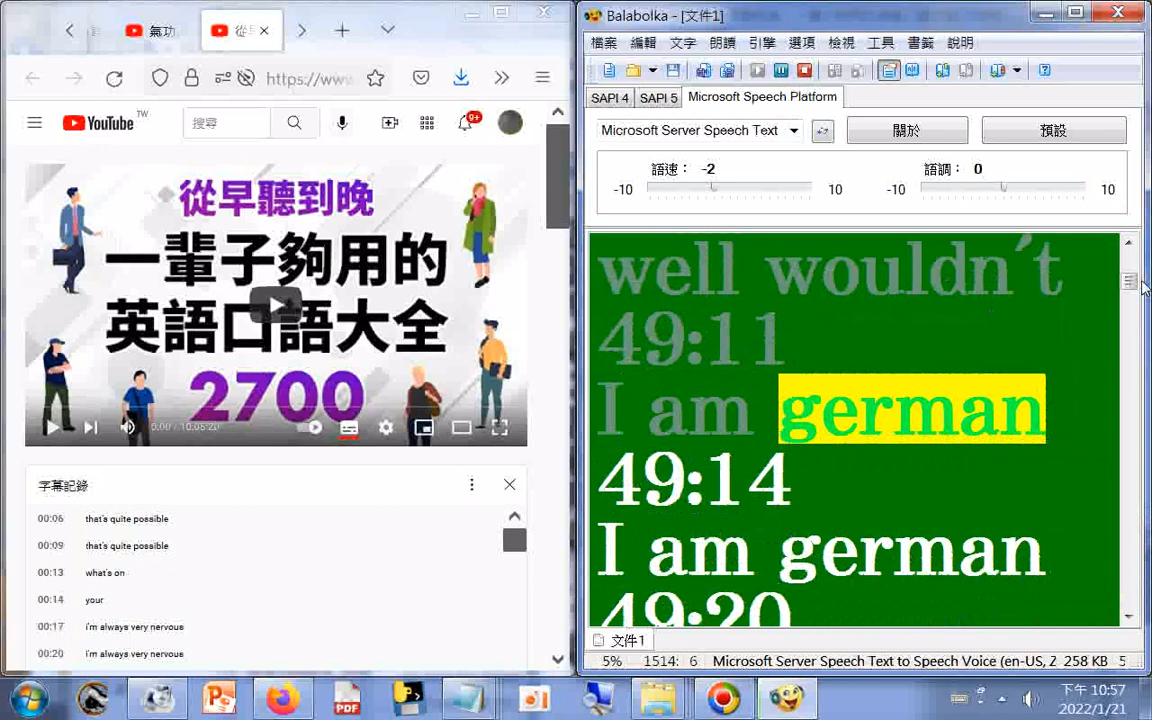 氣功
從
https://www
YouTube TW
搜尋
9+
從早聽到晚
一輩子夠用的
英語口語大全
2700
0:00 / 10:05:20
字幕記錄
00:06 that's quite possible
00:09 that's quite possible
00:13 what's on
00:14 your
00:17 i'm always very nervous
00:20 i'm always very nervous
Balabolka - [文件1]
檔案 編輯 文字 朗讀 引擎 選項 檢視 工具 書籤 說明
SAPI 4 SAPI 5 Microsoft Speech Platform
Microsoft Server Speech Text 關於 預設
語速： -2 語調： 0
-10 10 -10 10
well wouldn't
49:11
I am german
49:14
I am german
49:20
文件1
5% 1514: 6 Microsoft Server Speech Text to Speech Voice (en-US, 2 258 KB 5
PDF
下午 10:57
2022/1/21